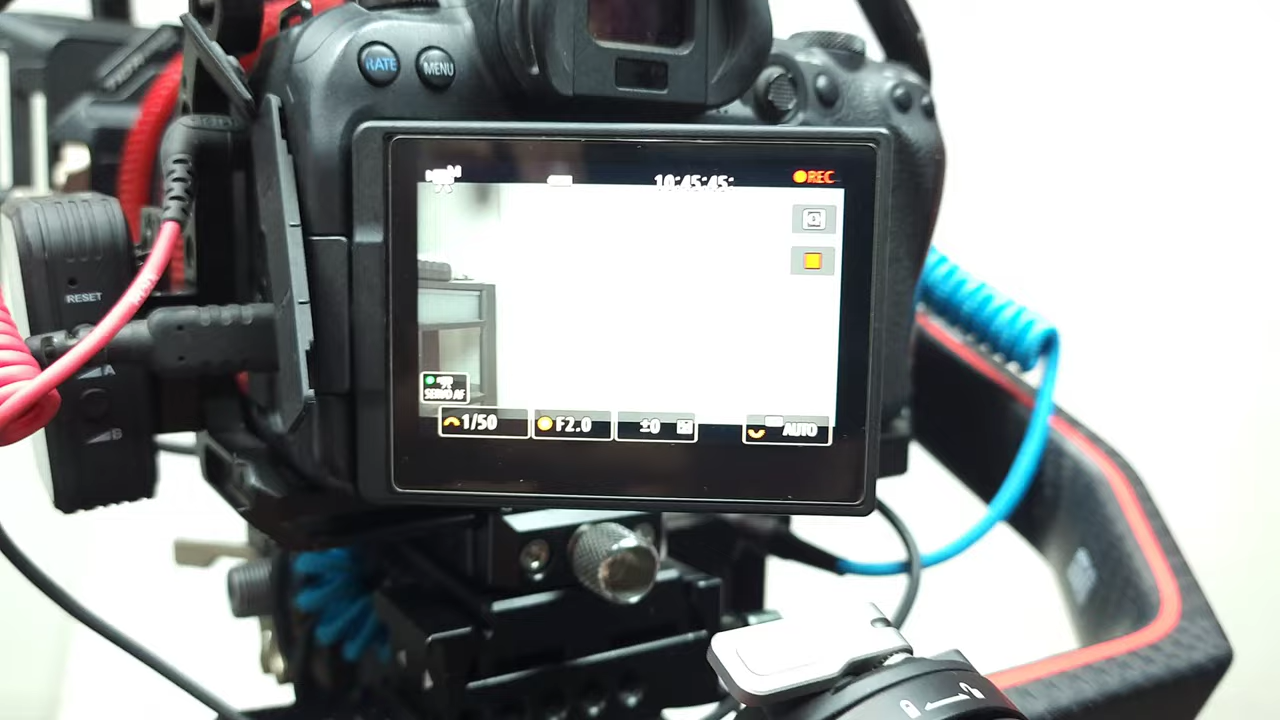 RATE
MENU
10:45:45:
REC
RESET
A
B
SERVO AF
1/50
F2.0
±0
AUTO